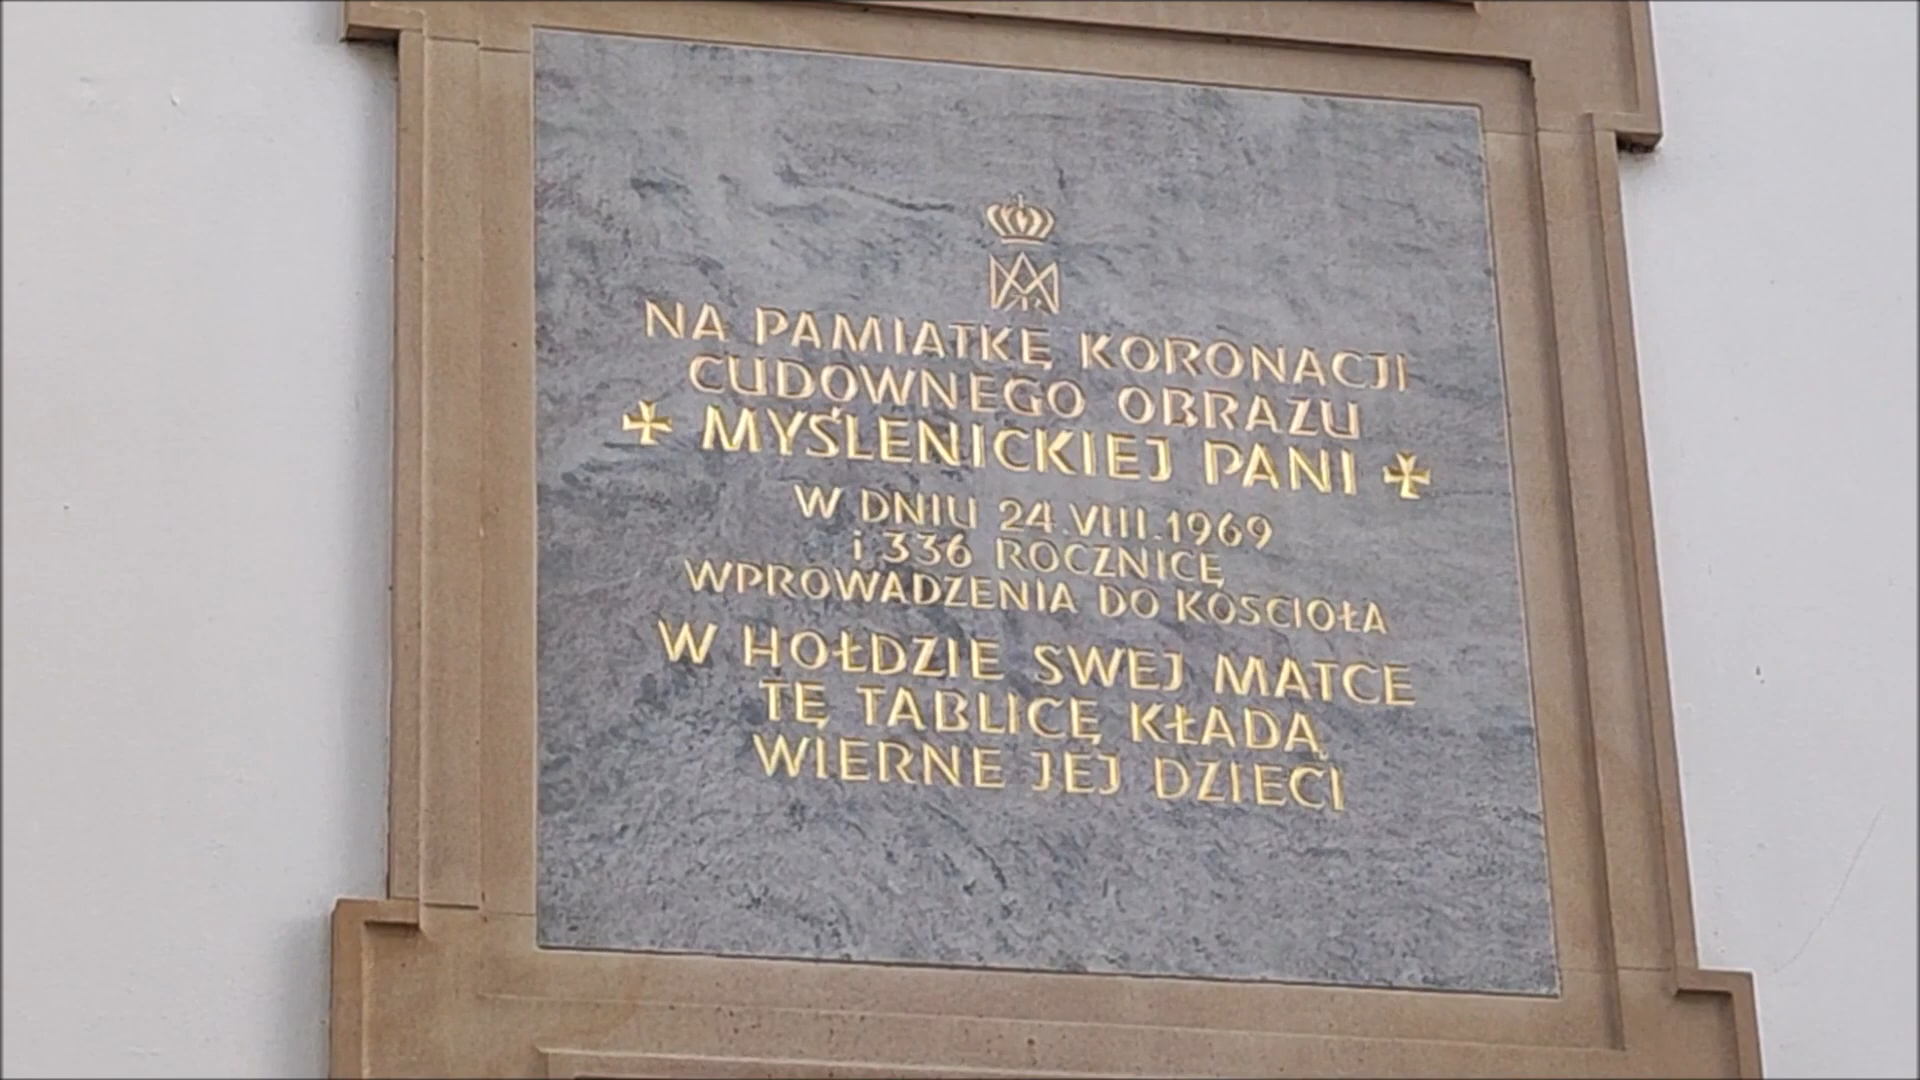 NA PAMIATKĘ KORONACJI
CUDOWNEGO OBRAZU
✠ MYŚLENICKIEJ PANI ✠
W DNIU 24.VIII.1969
i 336 ROCZNICĘ
WPROWADZENIA DO KOSCIOŁA
W HOŁDZIE SWEJ MATCE
TĘ TABLICĘ KŁADĄ
WIERNE JEJ DZIECI